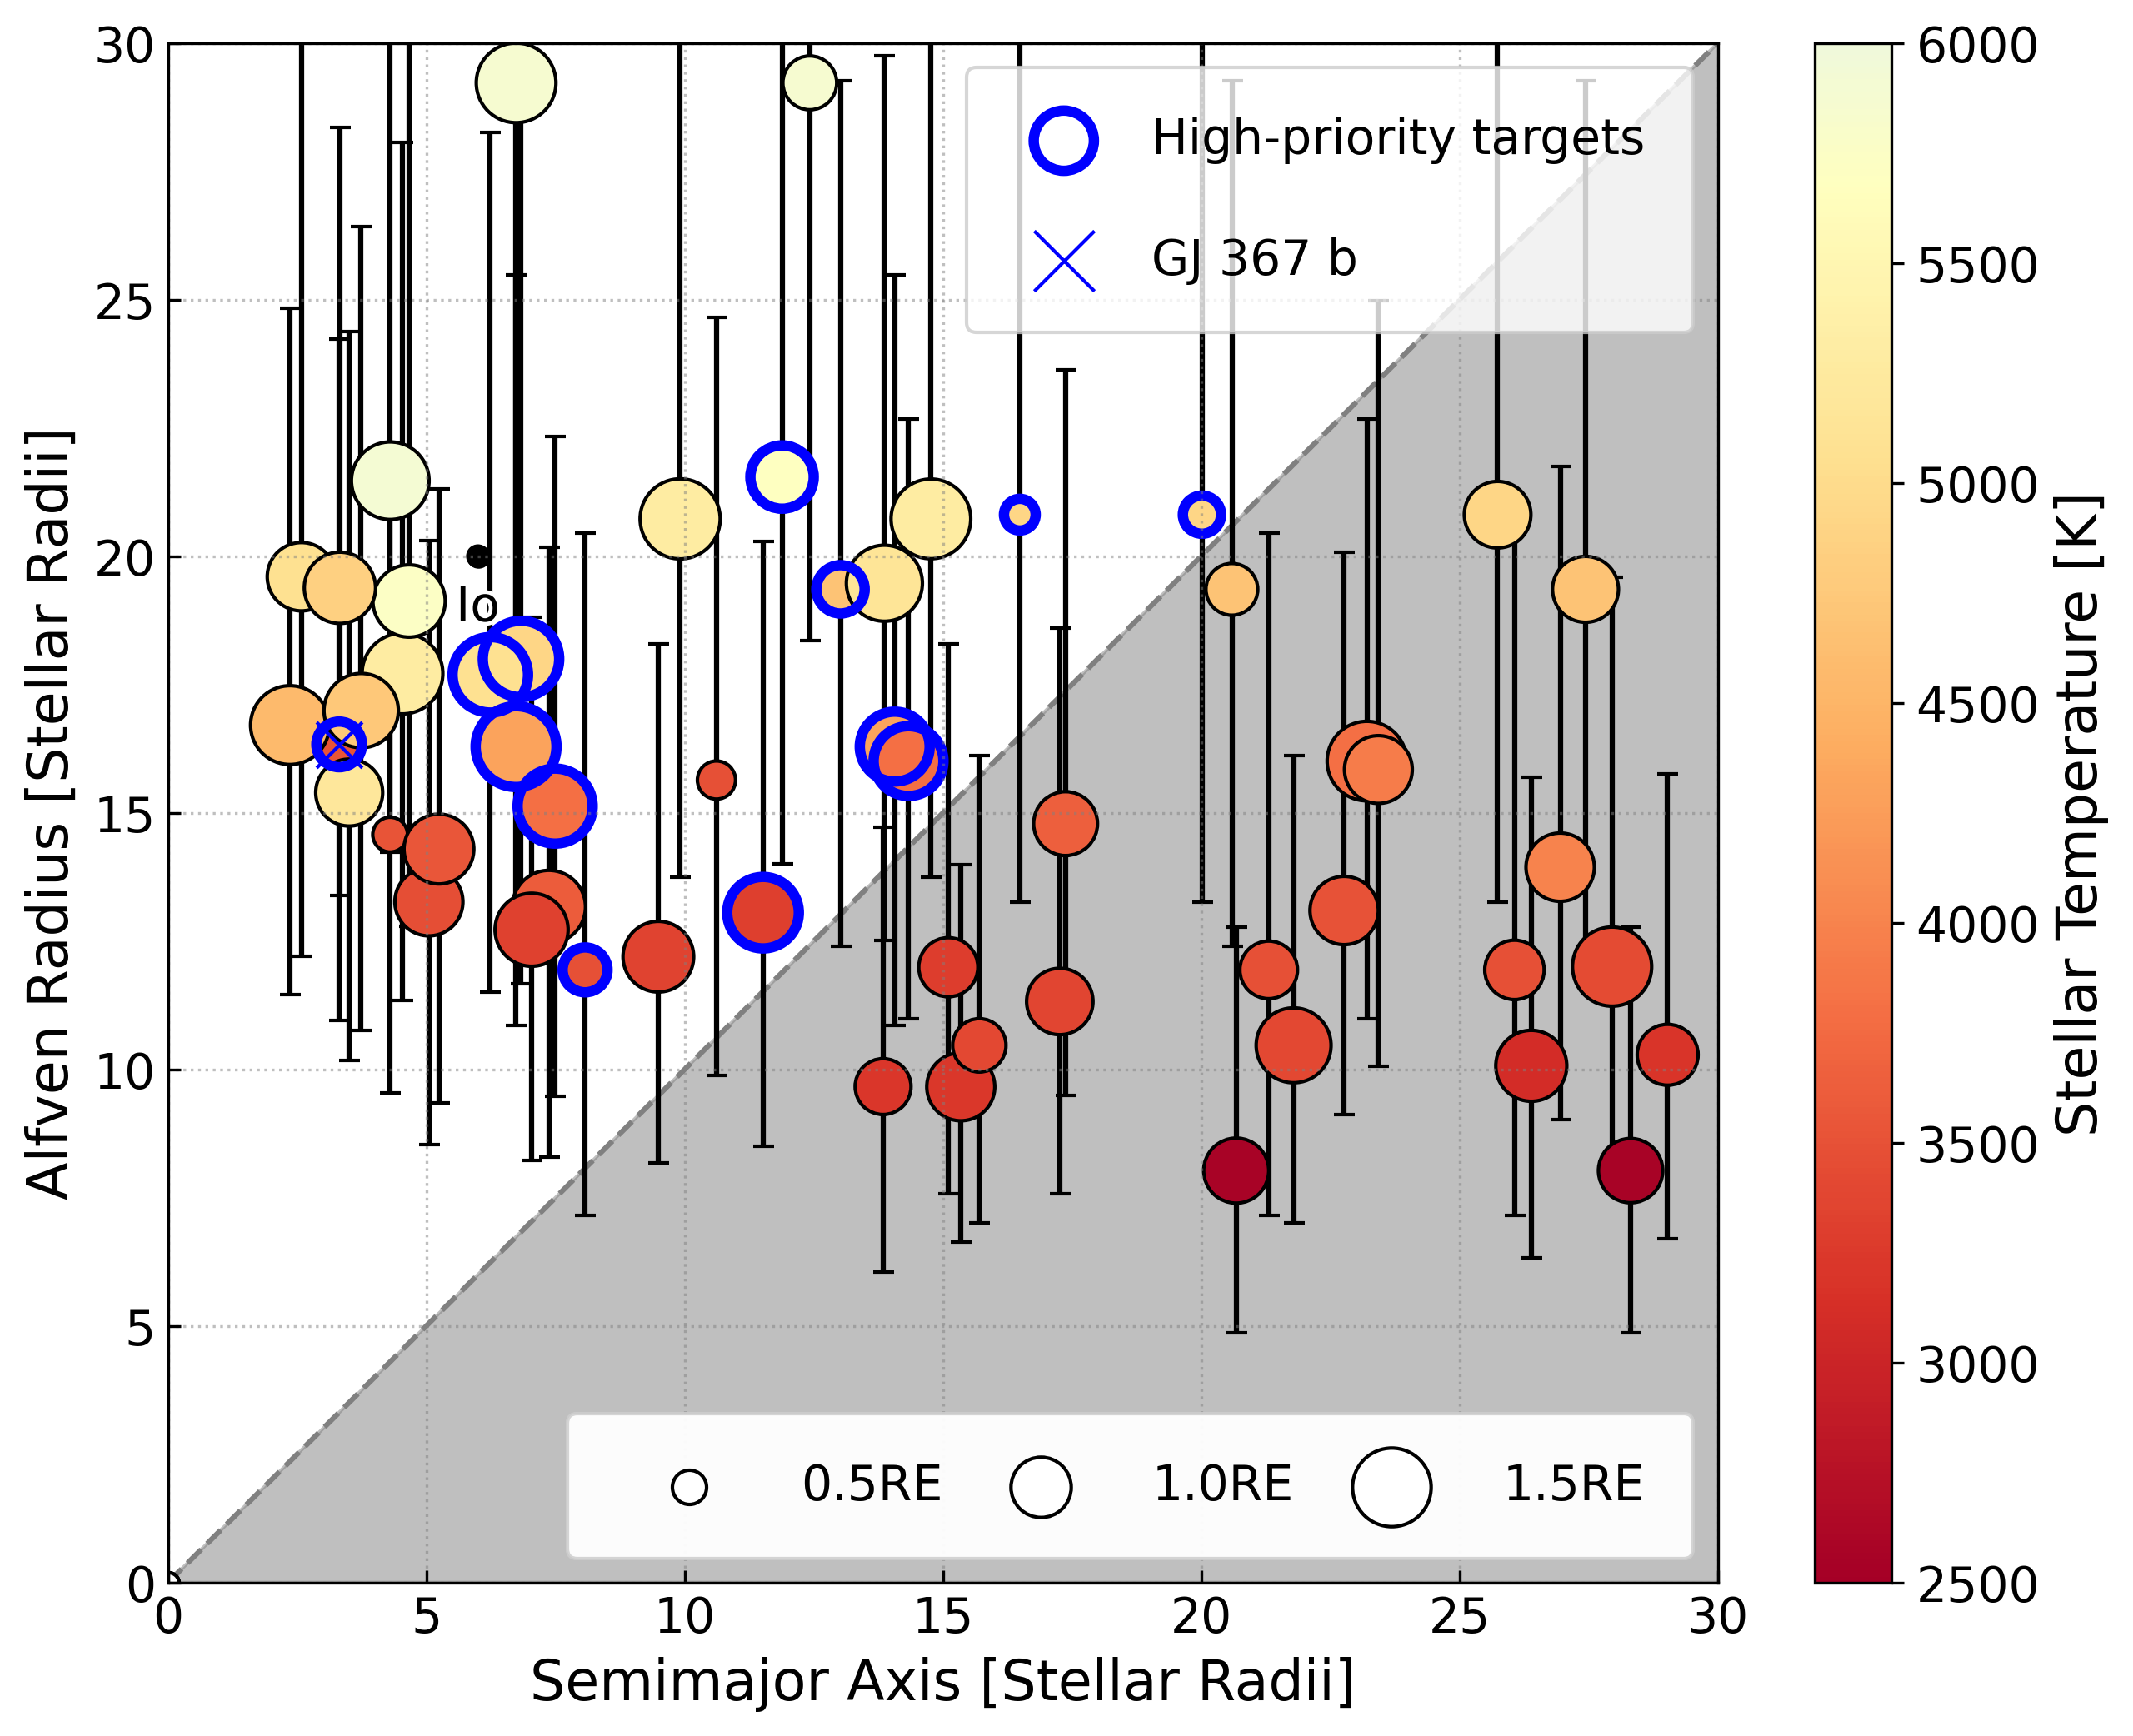 30
25
20
15
10
5
0
0 5 10 15 20 25 30
Alfven Radius [Stellar Radii]
Semimajor Axis [Stellar Radii]
High-priority targets
GJ 367 b
Io
0.5RE 1.0RE 1.5RE
6000
5500
5000
4500
4000
3500
3000
2500
Stellar Temperature [K]